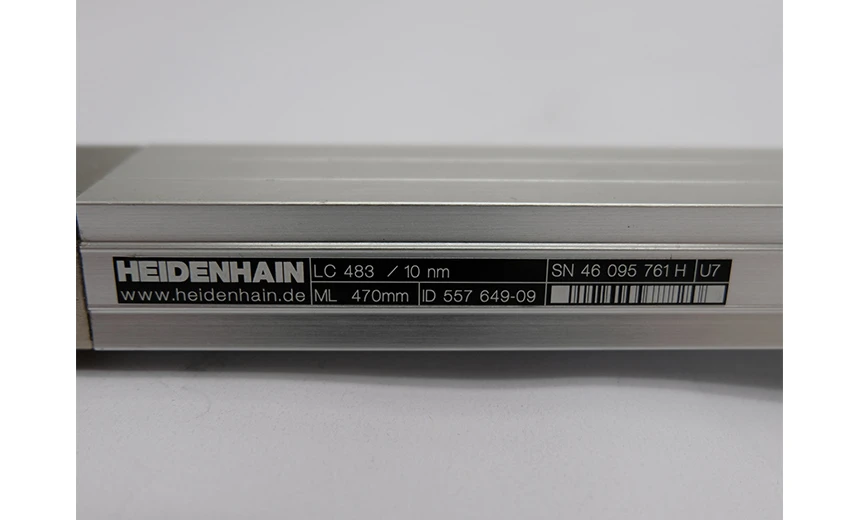 HEIDENHAIN LC 483 / 10 nm SN 46 095 761 H U7
www.heidenhain.de ML 470mm ID 557 649-09